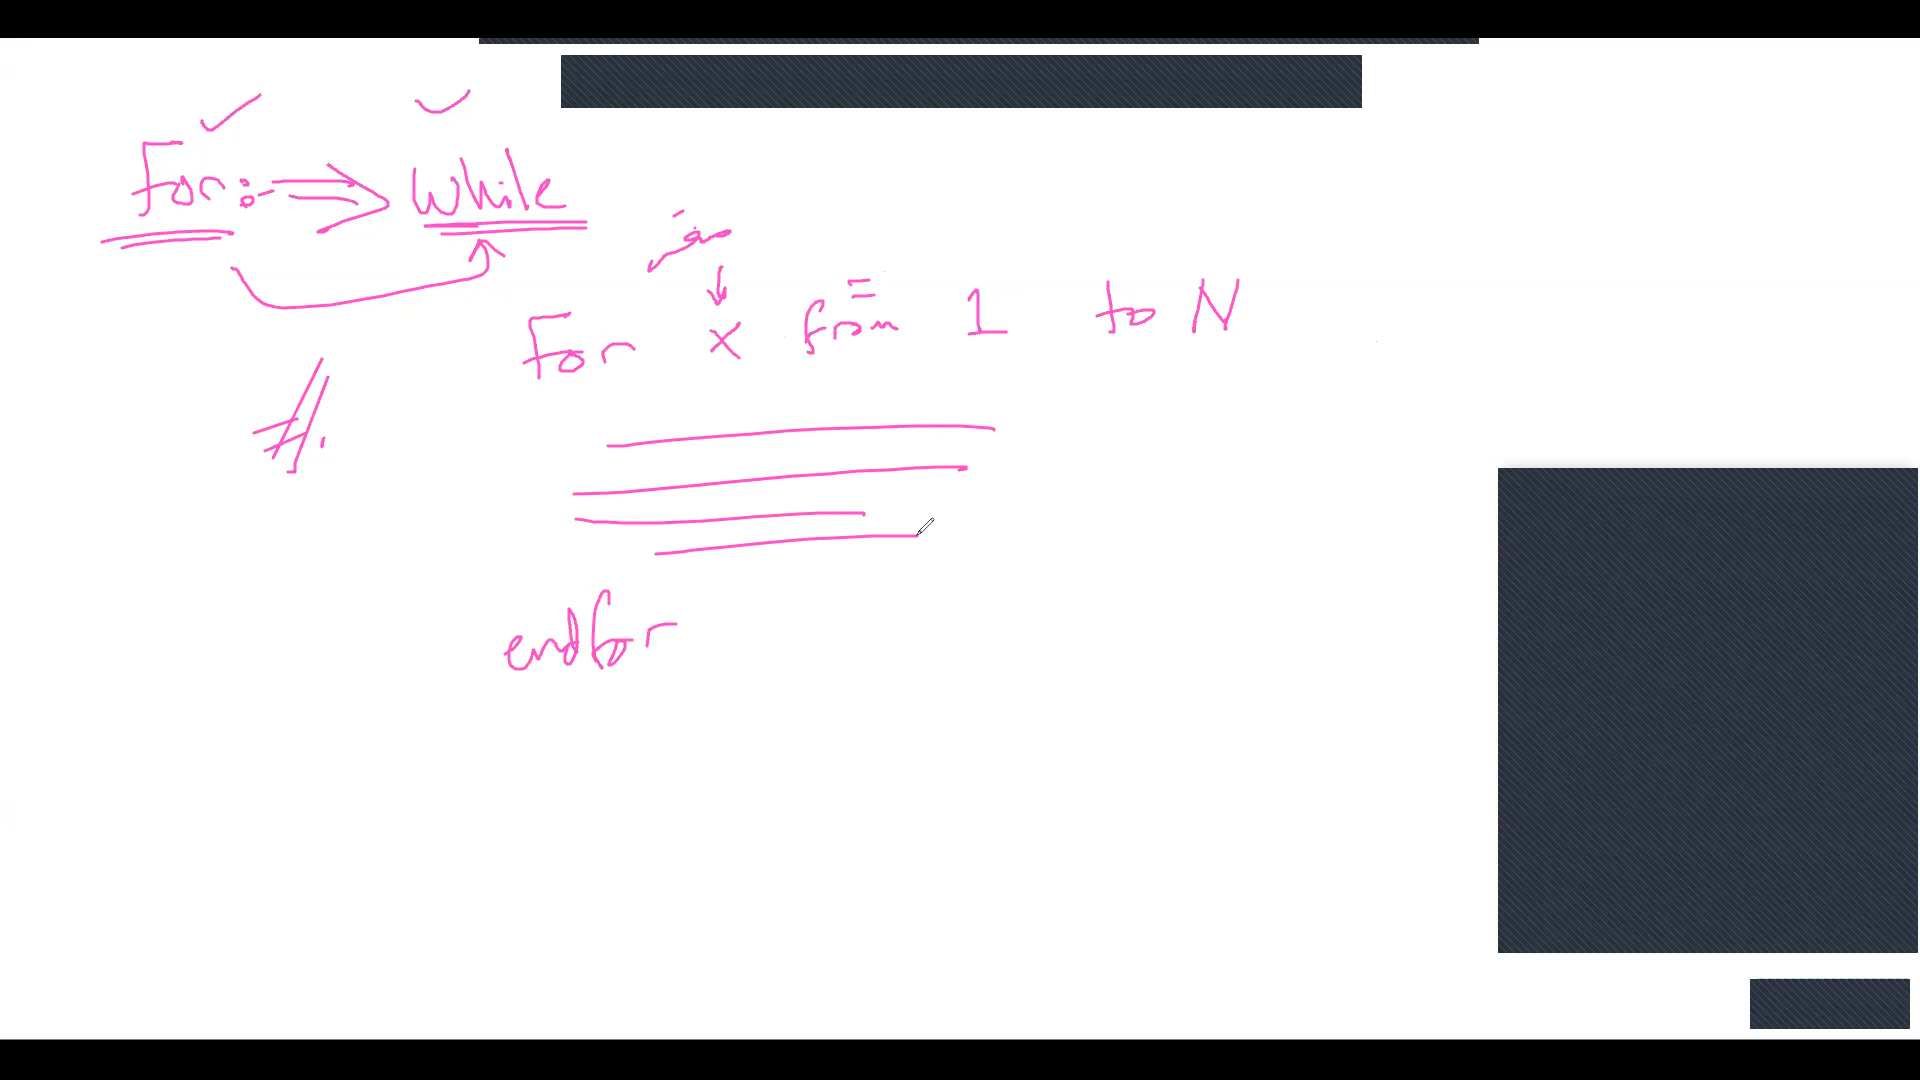 For: => While
For x from 1 to N
=
endfor